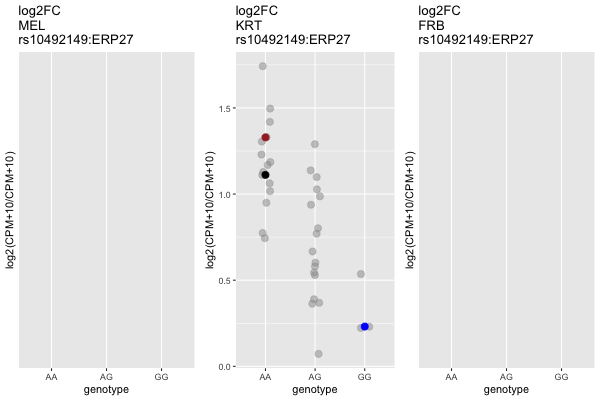 log2FC
MEL
rs10492149:ERP27
log2(CPM+10/CPM+10)
AA AG GG
genotype
log2FC
KRT
rs10492149:ERP27
log2(CPM+10/CPM+10)
1.5
1.0
0.5
0.0
AA AG GG
genotype
log2FC
FRB
rs10492149:ERP27
log2(CPM+10/CPM+10)
AA AG GG
genotype